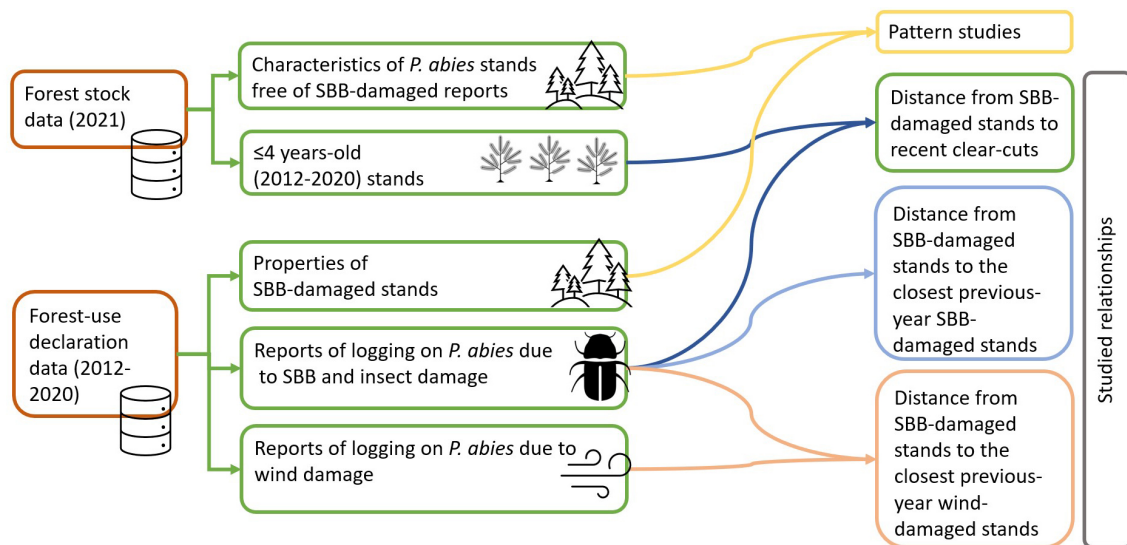 Forest stock
data (2021)
Characteristics of P. abies stands
free of SBB-damaged reports
≤4 years-old
(2012-2020) stands
Forest-use
declaration
data (2012-
2020)
Properties of
SBB-damaged stands
Reports of logging on P. abies due
to SBB and insect damage
Reports of logging on P. abies due to
wind damage
Pattern studies
Distance from SBB-
damaged stands to
recent clear-cuts
Distance from
SBB-damaged
stands to the
closest previous-
year SBB-
damaged stands
Distance from
SBB-damaged
stands to the
closest previous-
year wind-
damaged stands
Studied relationships